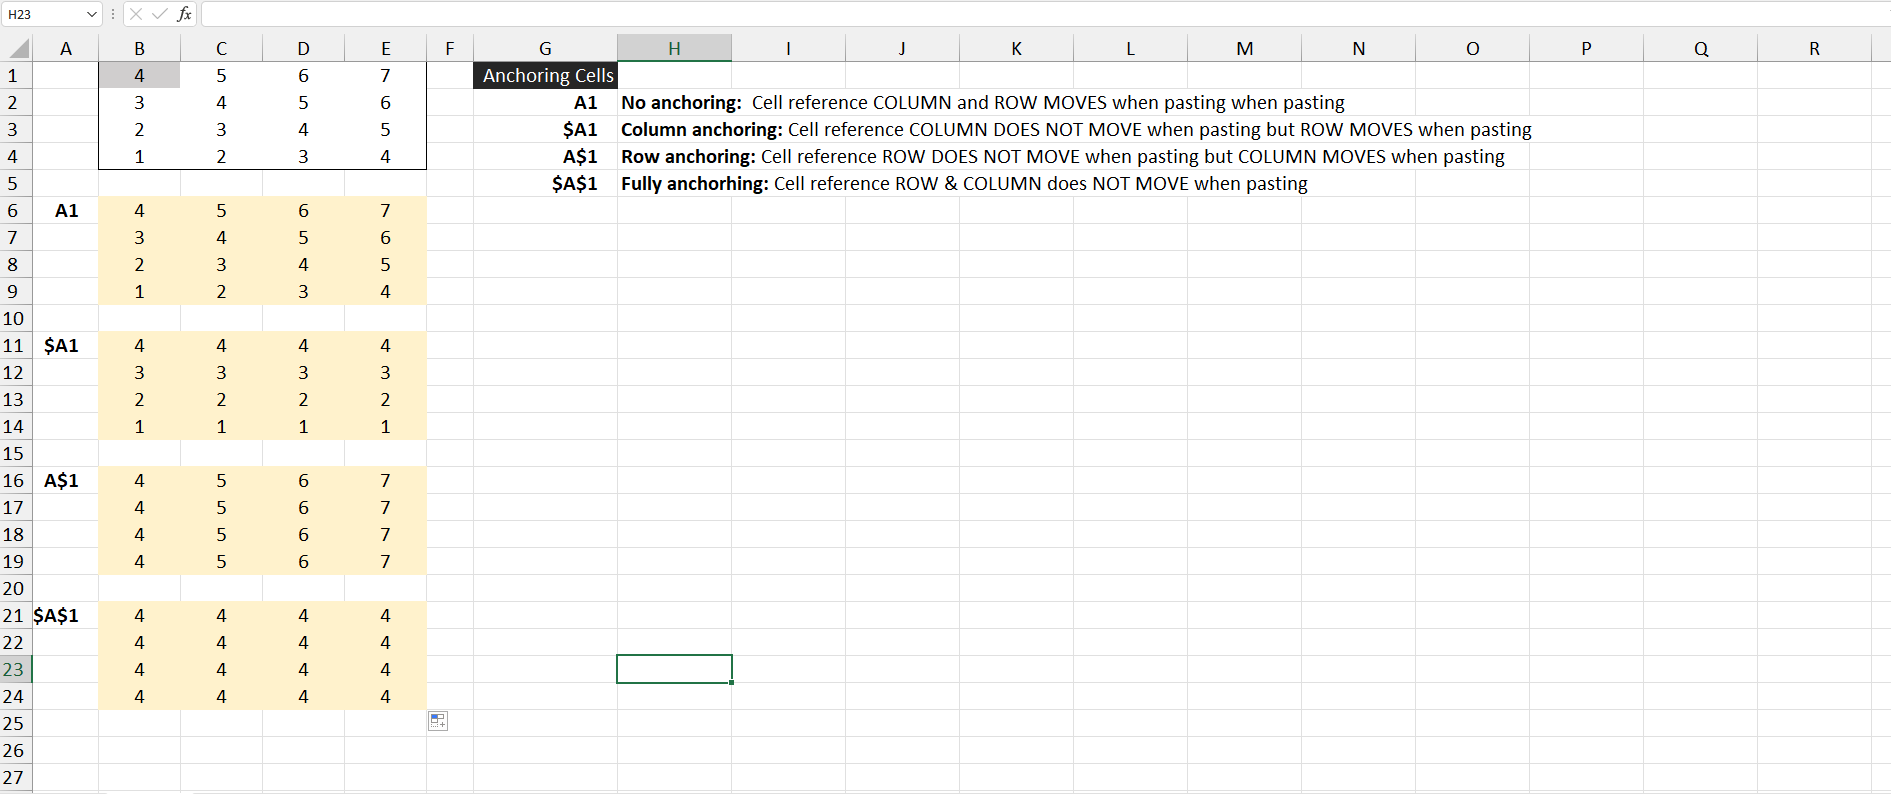 H23 fx
A B C D E F G H I J K L M N O P Q R
1 4 5 6 7 Anchoring Cells
2 3 4 5 6 A1 No anchoring: Cell reference COLUMN and ROW MOVES when pasting when pasting
3 2 3 4 5 $A1 Column anchoring: Cell reference COLUMN DOES NOT MOVE when pasting but ROW MOVES when pasting
4 1 2 3 4 A$1 Row anchoring: Cell reference ROW DOES NOT MOVE when pasting but COLUMN MOVES when pasting
5 $A$1 Fully anchorhing: Cell reference ROW & COLUMN does NOT MOVE when pasting
6 A1 4 5 6 7
7 3 4 5 6
8 2 3 4 5
9 1 2 3 4
10
11 $A1 4 4 4 4
12 3 3 3 3
13 2 2 2 2
14 1 1 1 1
15
16 A$1 4 5 6 7
17 4 5 6 7
18 4 5 6 7
19 4 5 6 7
20
21 $A$1 4 4 4 4
22 4 4 4 4
23 4 4 4 4
24 4 4 4 4
25
26
27